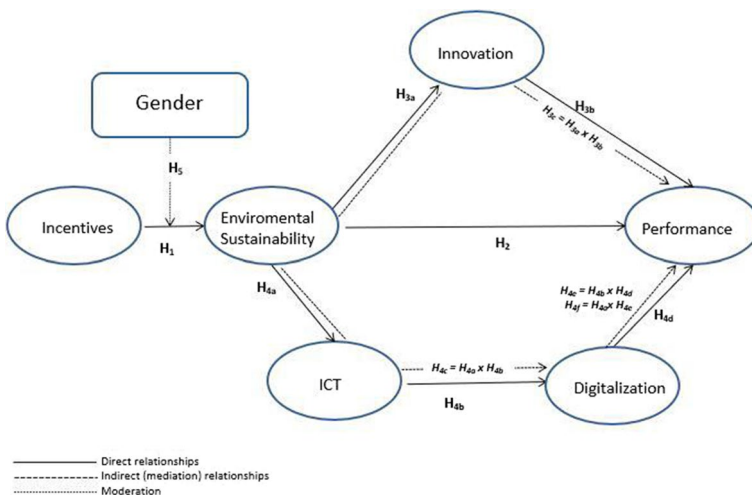 Innovation
Gender
H3a
H3b
H3c = H3a x H3b
H5
Incentives
Enviromental
Sustainability
Performance
H1
H2
H4a
H4e = H4b x H4d
H4f = H4a x H4e
H4d
ICT
H4c = H4a x H4b
H4b
Digitalization
Direct relationships
Indirect (mediation) relationships
Moderation